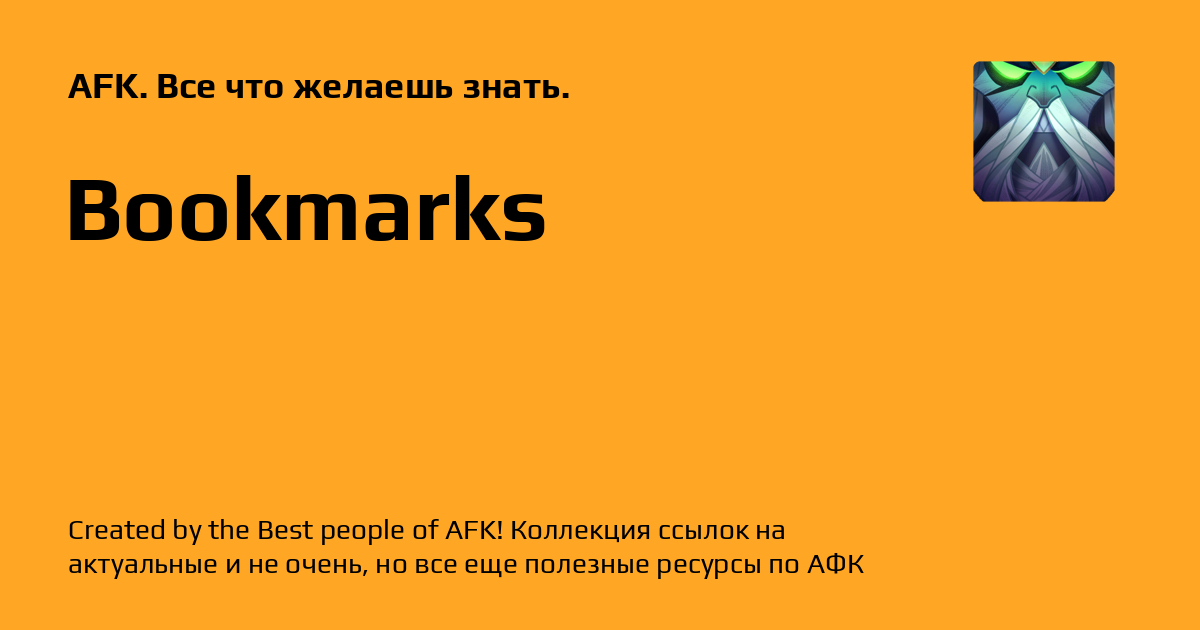 AFK. Все что желаешь знать.
Bookmarks
Created by the Best people of AFK! Коллекция ссылок на
актуальные и не очень, но все еще полезные ресурсы по АФК